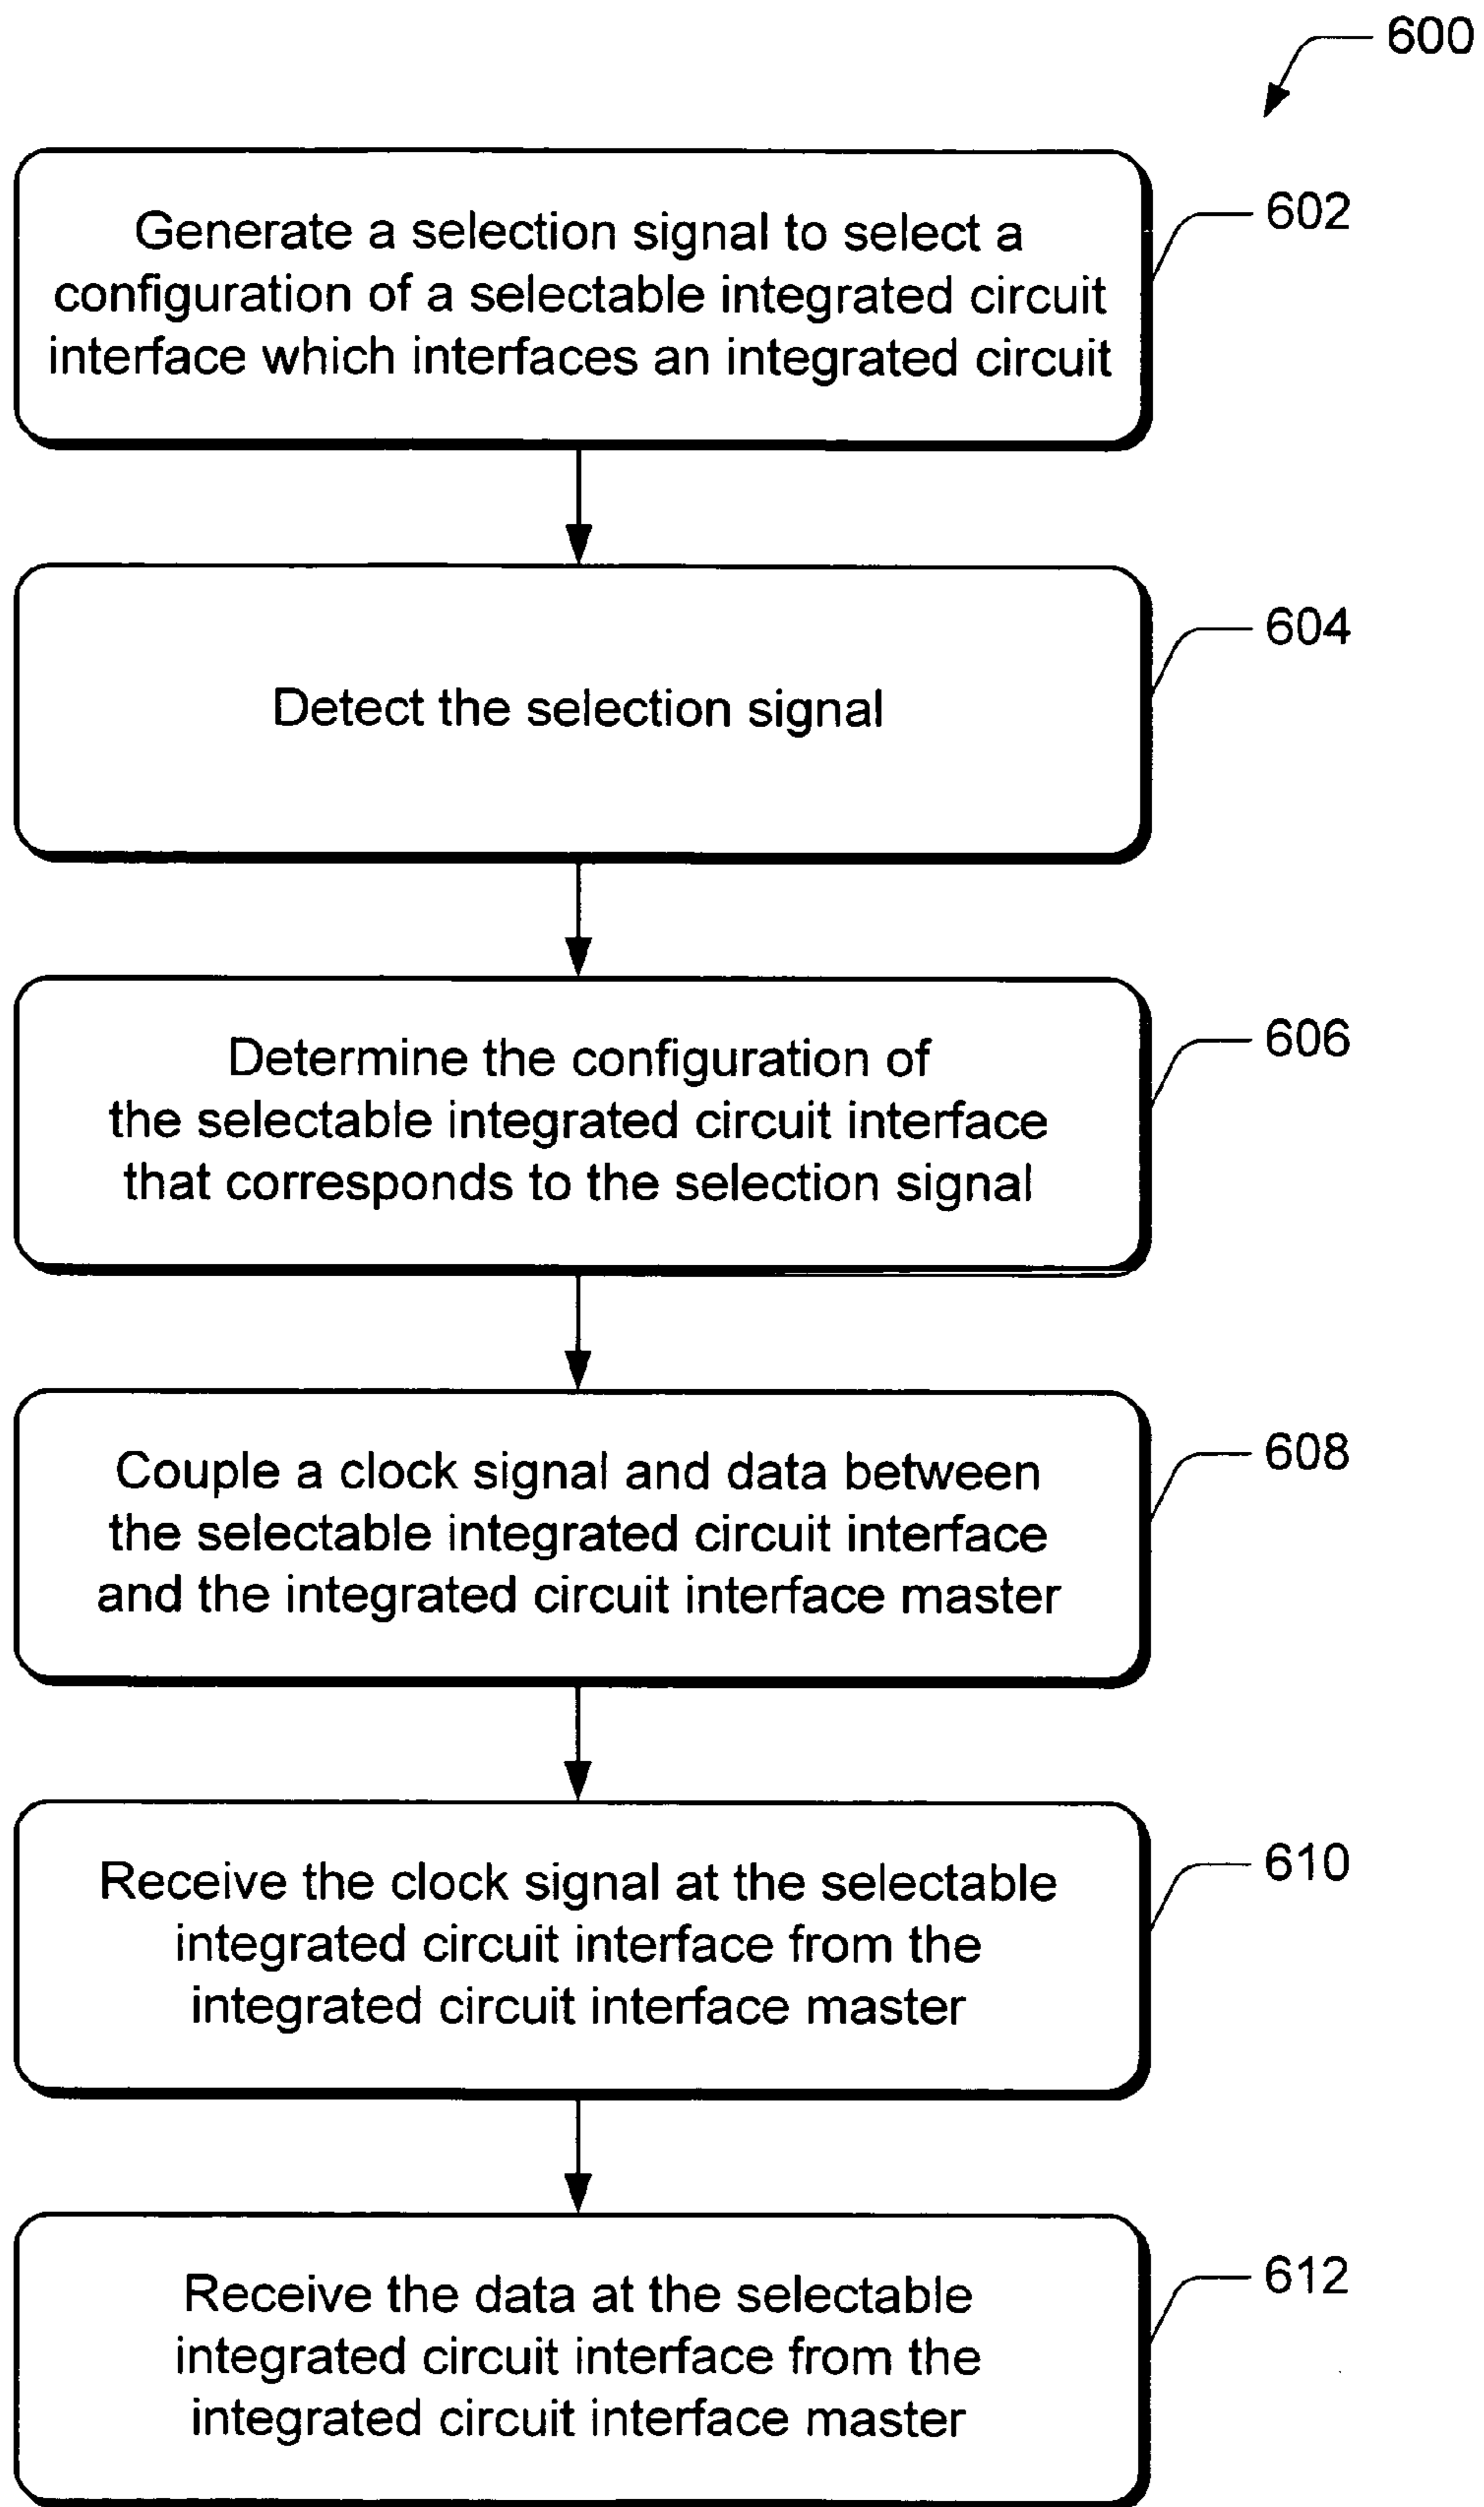 600
Generate a selection signal to select a
configuration of a selectable integrated circuit
interface which interfaces an integrated circuit
602
Detect the selection signal
604
Determine the configuration of
the selectable integrated circuit interface
that corresponds to the selection signal
606
Couple a clock signal and data between
the selectable integrated circuit interface
and the integrated circuit interface master
608
Receive the clock signal at the selectable
integrated circuit interface from the
integrated circuit interface master
610
Receive the data at the selectable
integrated circuit interface from the
integrated circuit interface master
612